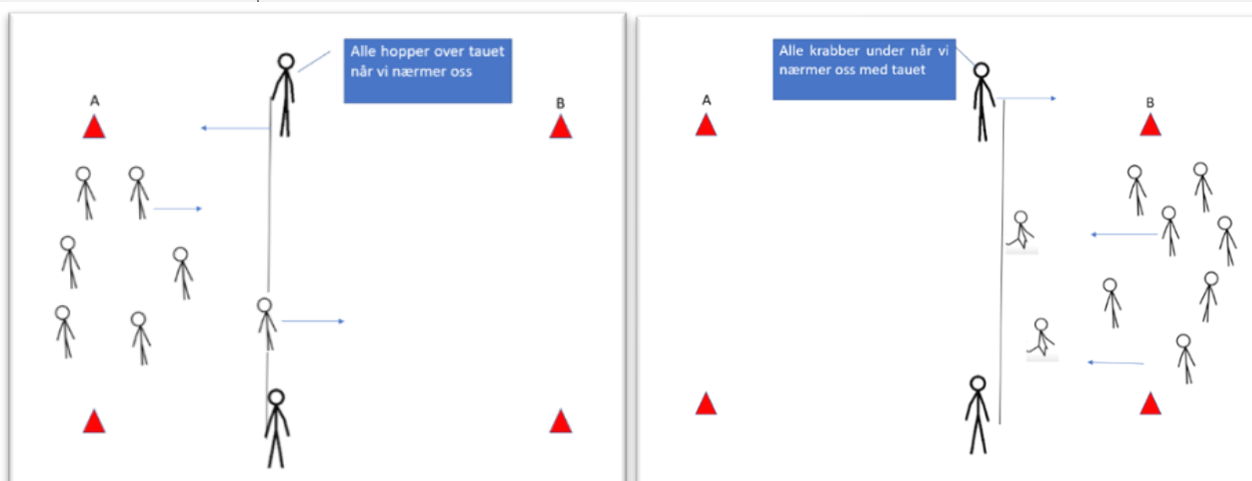 Alle hopper over tauet
når vi nærmer oss
A
B
Alle krabber under når vi
nærmer oss med tauet
A
B